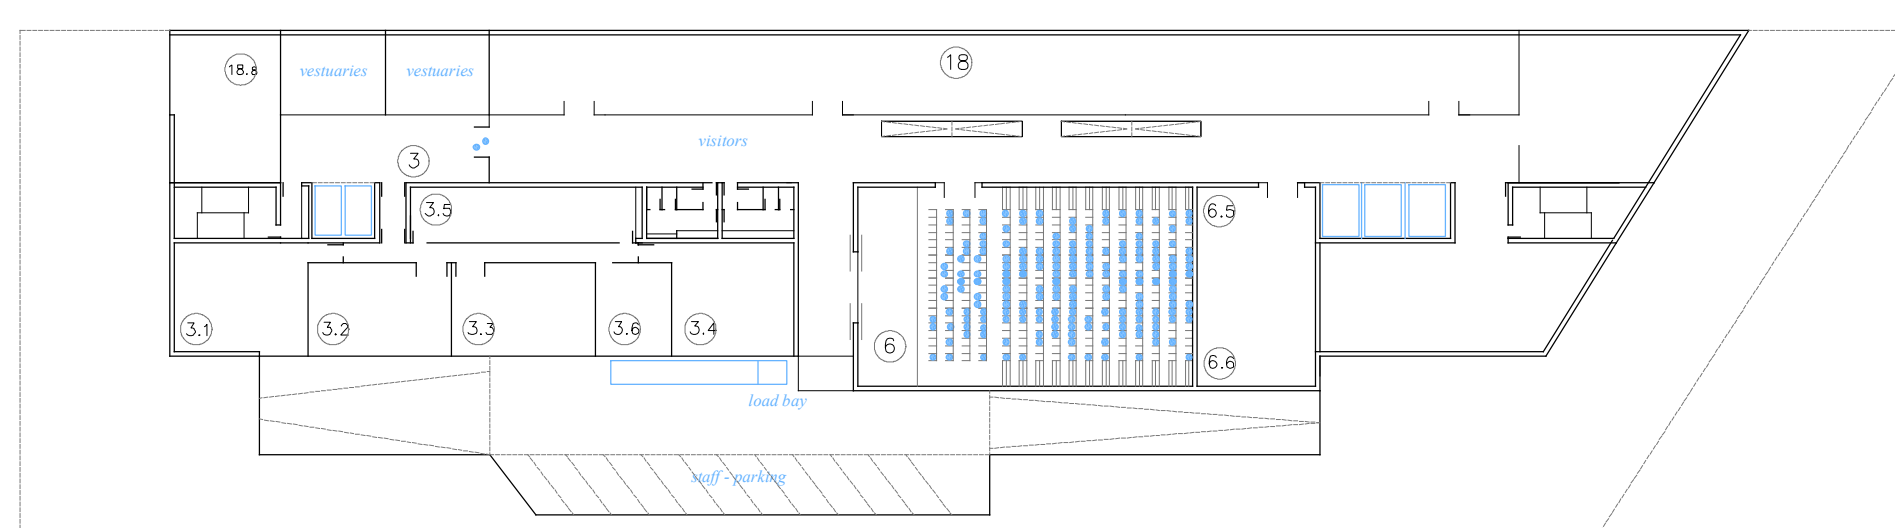 18
18.8
vestuaries
vestuaries
visitors
3
3.5
6.5
3.1
3.2
3.3
3.6
3.4
6
6.6
load bay
staff - parking